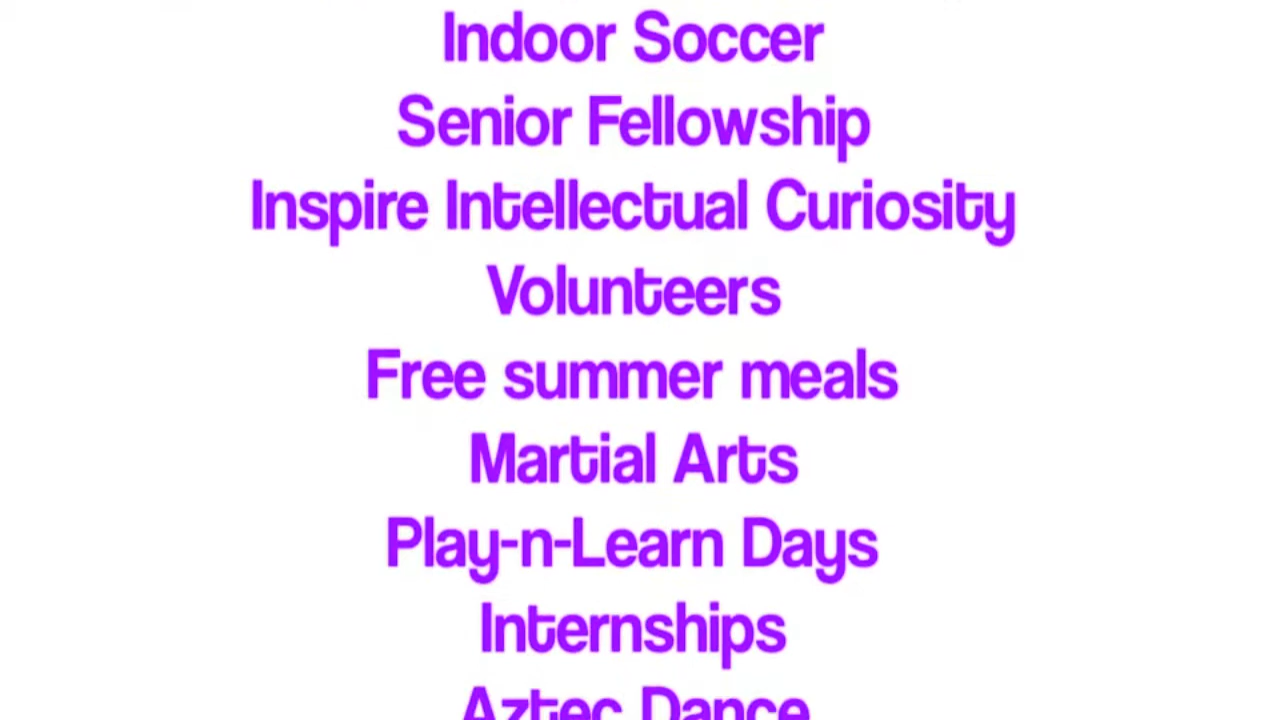 Indoor Soccer
Senior Fellowship
Inspire Intellectual Curiosity
Volunteers
Free summer meals
Martial Arts
Play-n-Learn Days
Internships
Aztec Dance